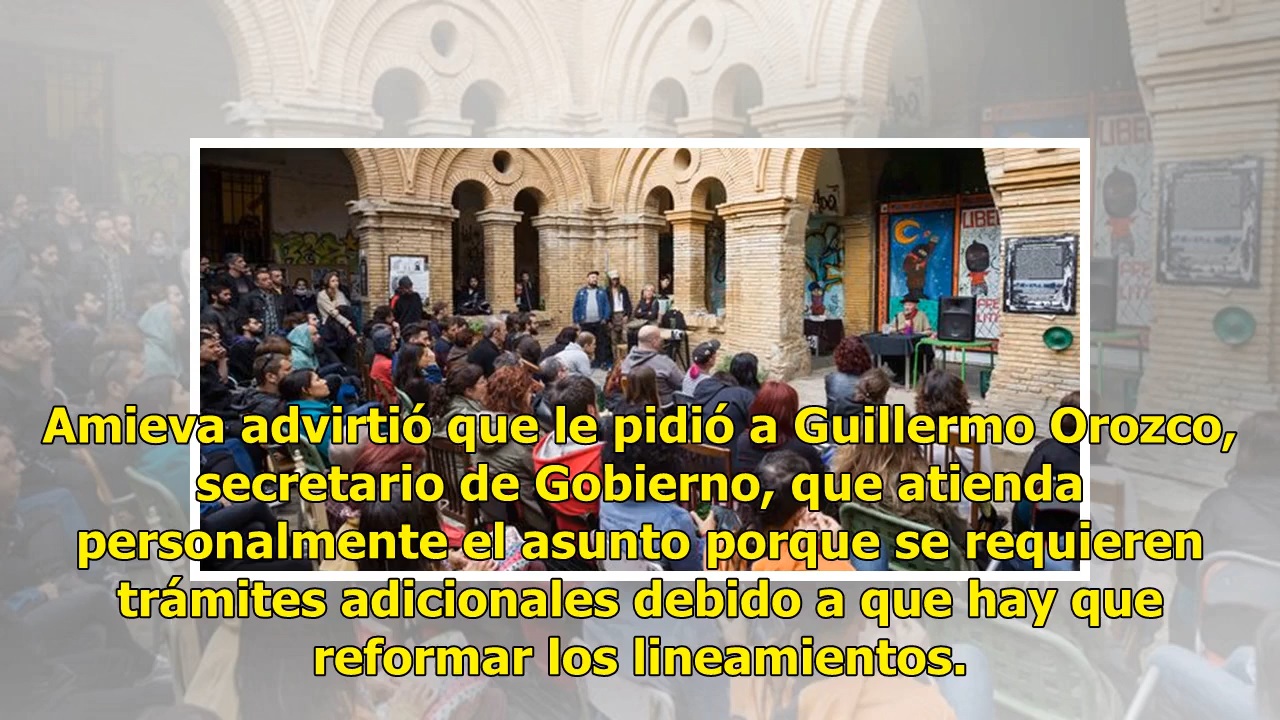 Amieva advirtió que le pidió a Guillermo Orozco,
secretario de Gobierno, que atienda
personalmente el asunto porque se requieren
trámites adicionales debido a que hay que
reformar los lineamientos.